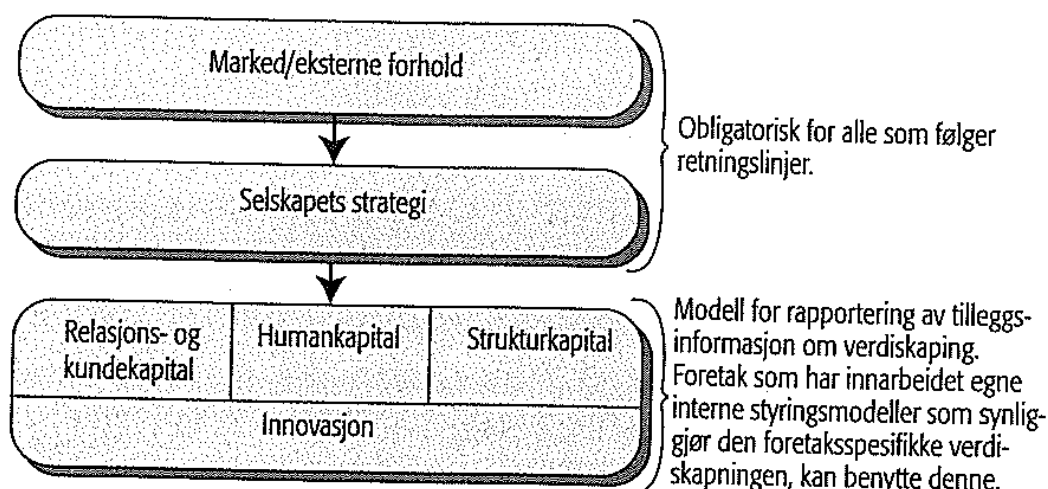 Marked/eksterne forhold
Obligatorisk for alle som følger
retningslinjer.
Selskapets strategi
Relasjons- og
kundekapital
Humankapital
Strukturkapital
Innovasjon
Modell for rapportering av tilleggs-
informasjon om verdiskaping.
Foretak som har innarbeidet egne
interne styringsmodeller som synlig-
gjør den foretaksspesifikke verdi-
skapningen, kan benytte denne.